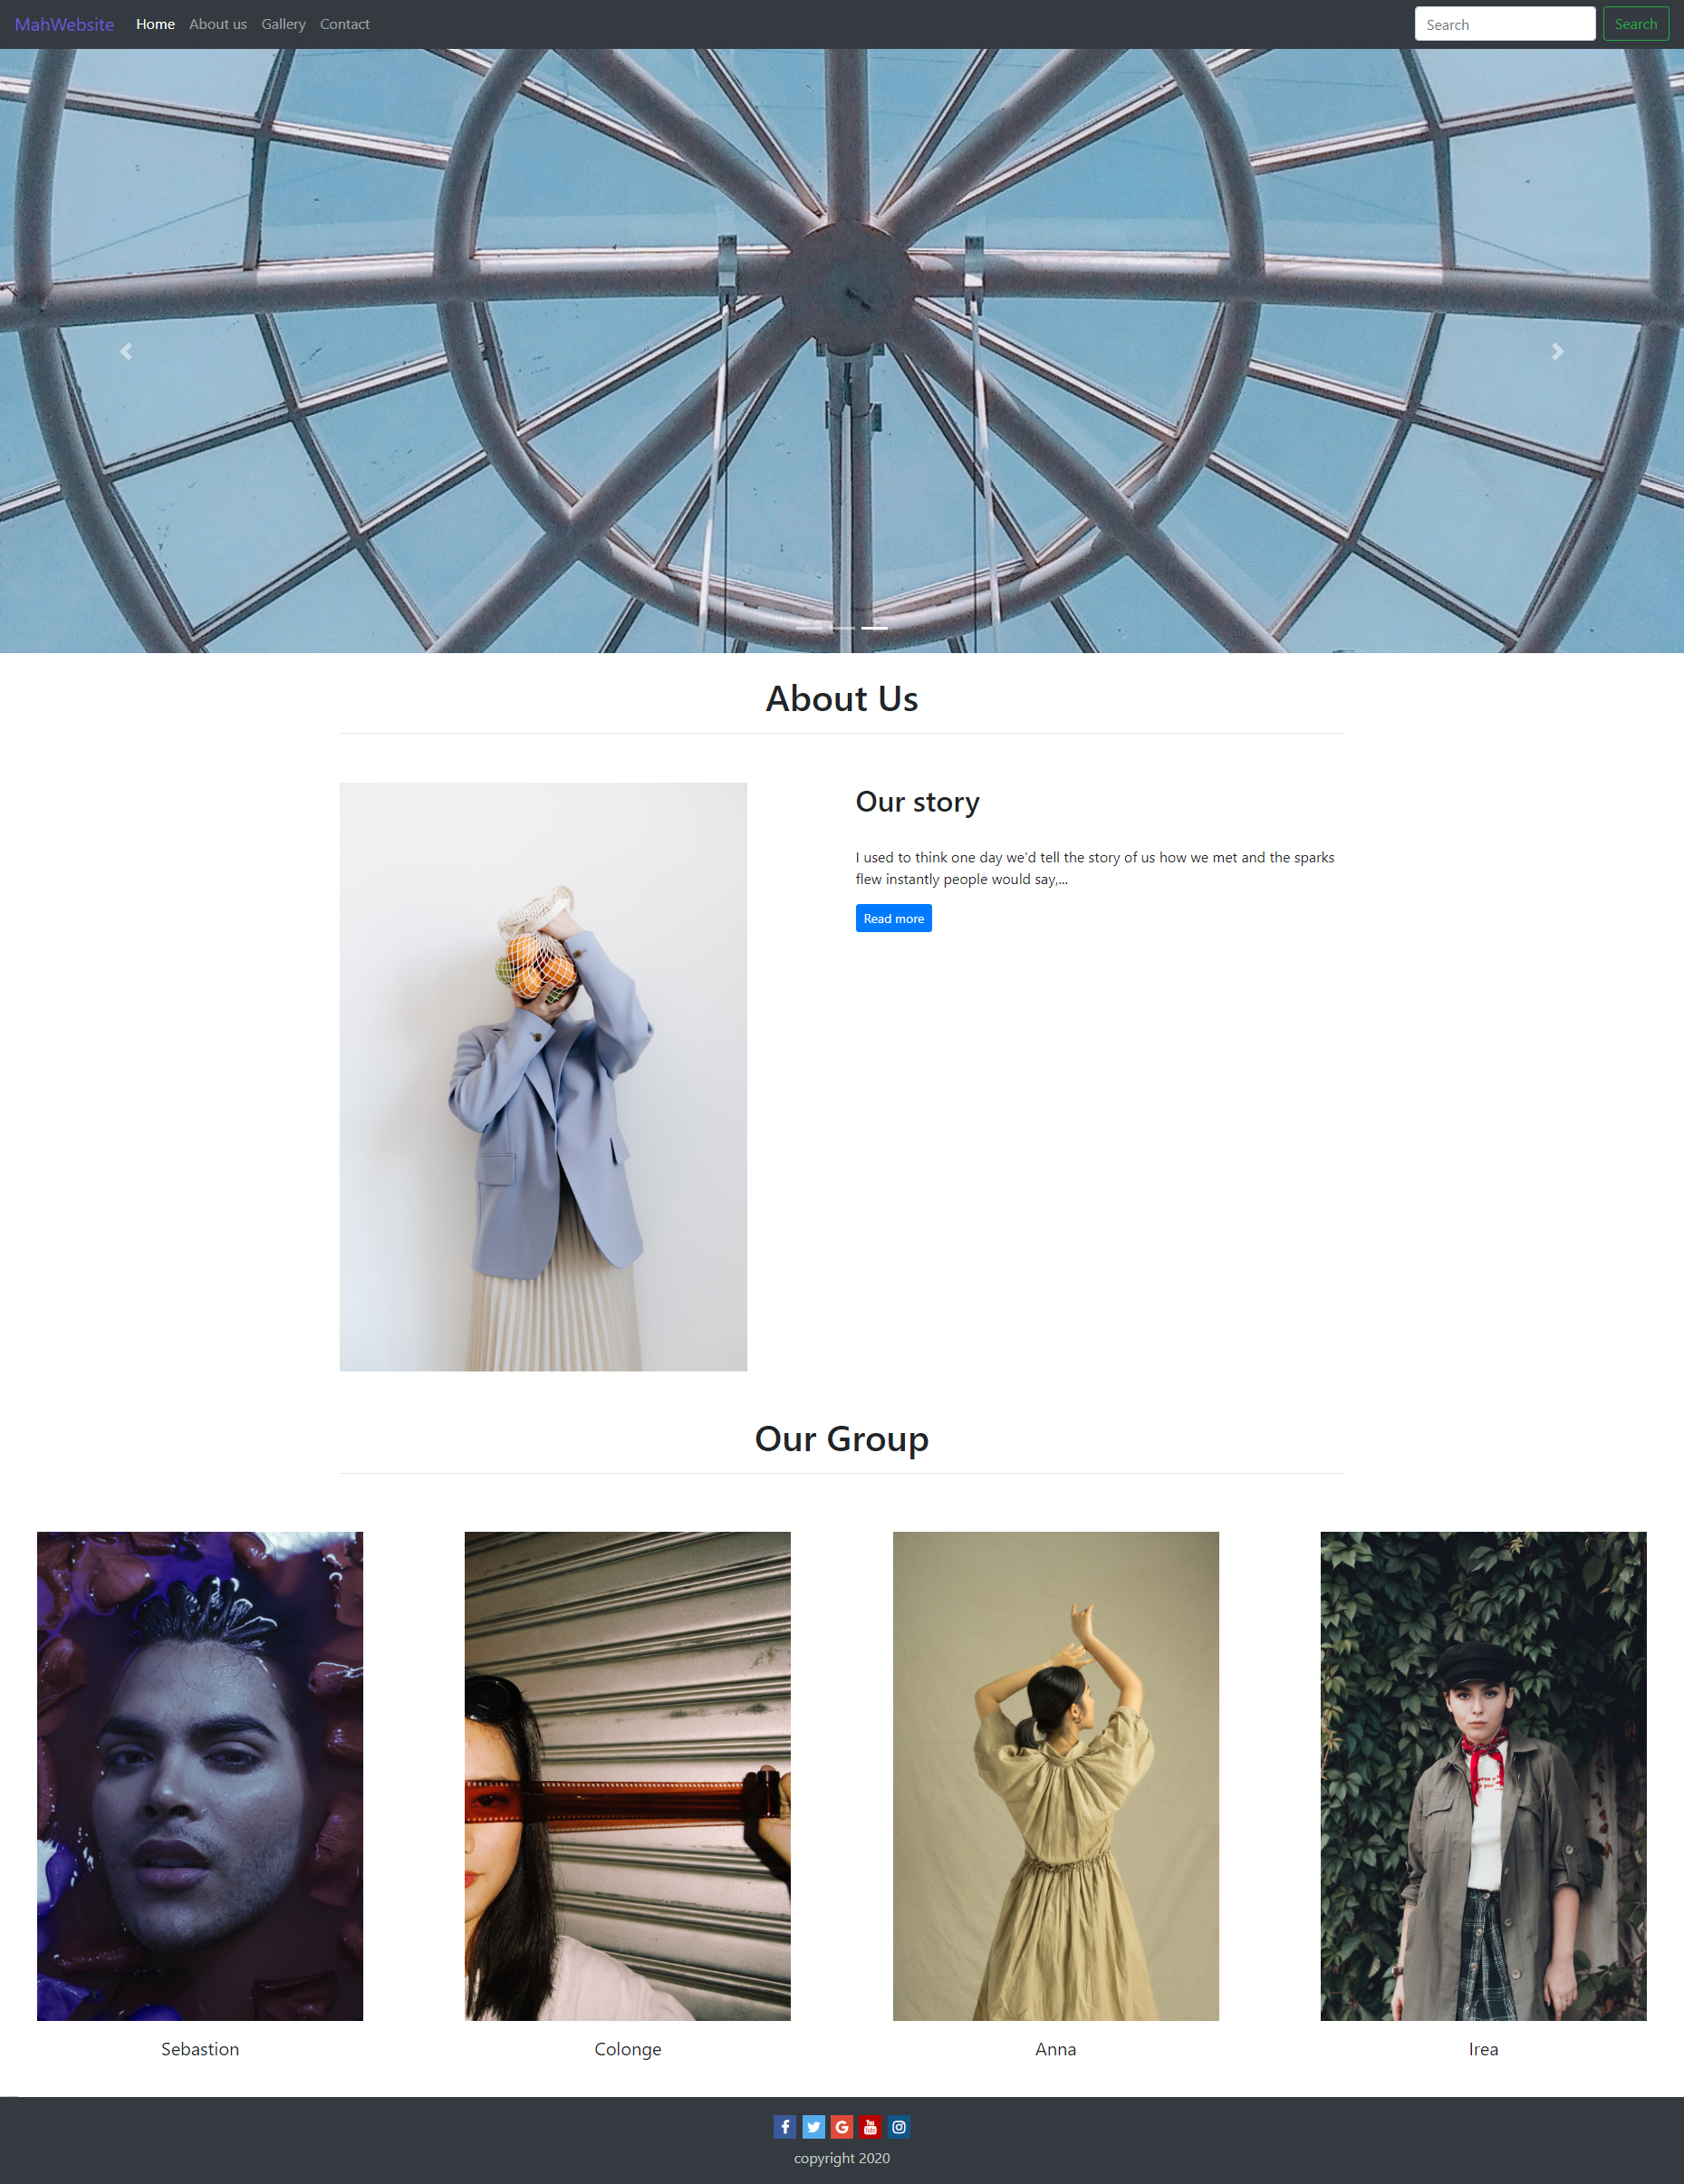 MahWebsite Home About us Gallery Contact Search Search
About Us
Our story
I used to think one day we'd tell the story of us how we met and the sparks
flew instantly people would say,...
Read more
Our Group
Sebastion Colonge Anna Irea
copyright 2020